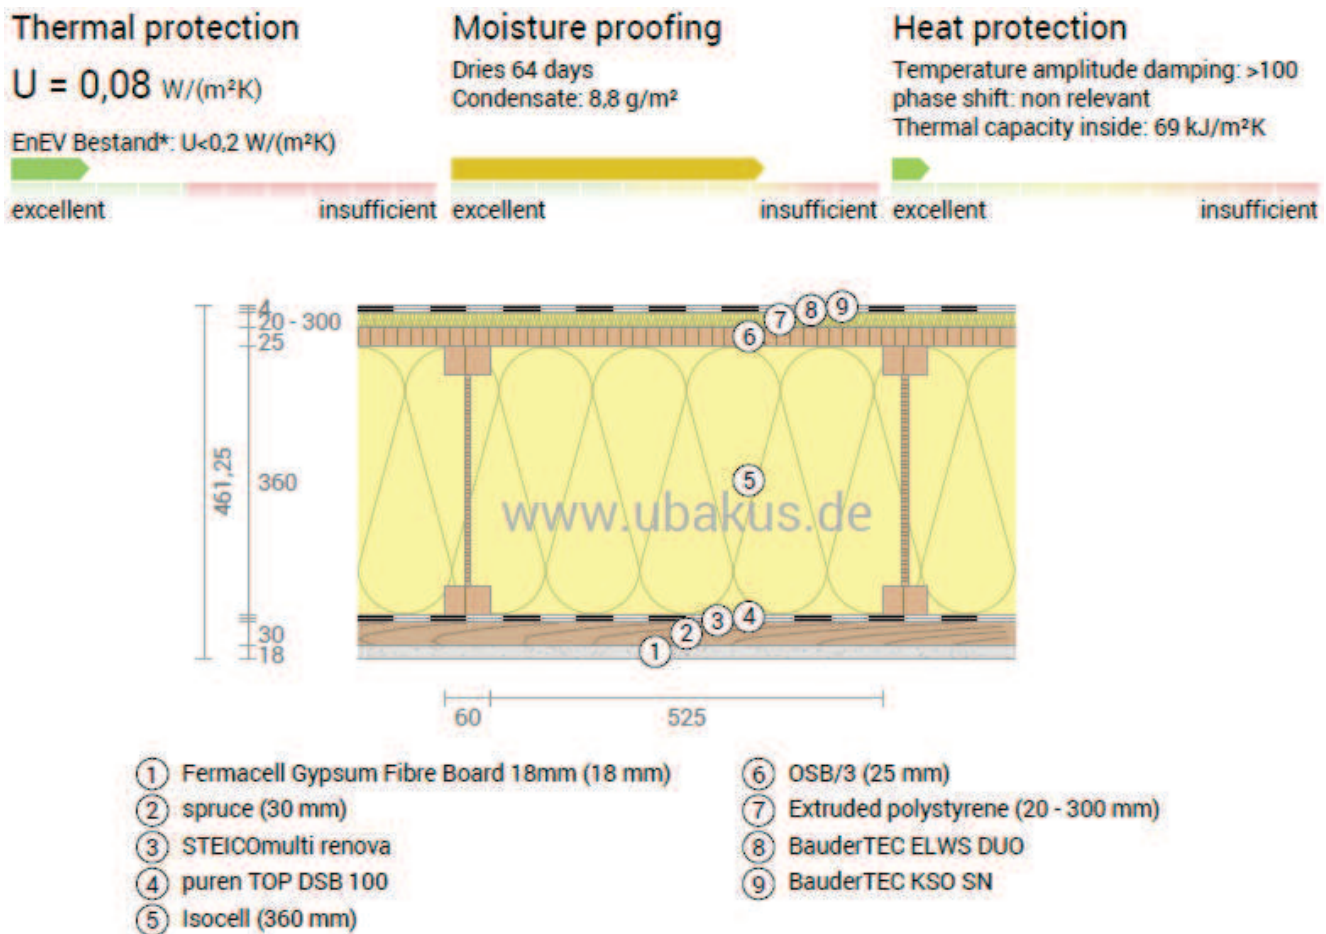 Thermal protection
U = 0,08 W/(m²K)
EnEV Bestand*: U<0,2 W/(m²K)
excellent insufficient
Moisture proofing
Dries 64 days
Condensate: 8,8 g/m²
excellent insufficient
Heat protection
Temperature amplitude damping: >100
phase shift: non relevant
Thermal capacity inside: 69 kJ/m²K
excellent insufficient
4
20 - 300
25
461,25
360
30
18
9
8
7
6
5
www.ubakus.de
4
3
2
1
60 525
1 Fermacell Gypsum Fibre Board 18mm (18 mm)
2 spruce (30 mm)
3 STEICOmulti renova
4 puren TOP DSB 100
5 Isocell (360 mm)
6 OSB/3 (25 mm)
7 Extruded polystyrene (20 - 300 mm)
8 BauderTEC ELWS DUO
9 BauderTEC KSO SN